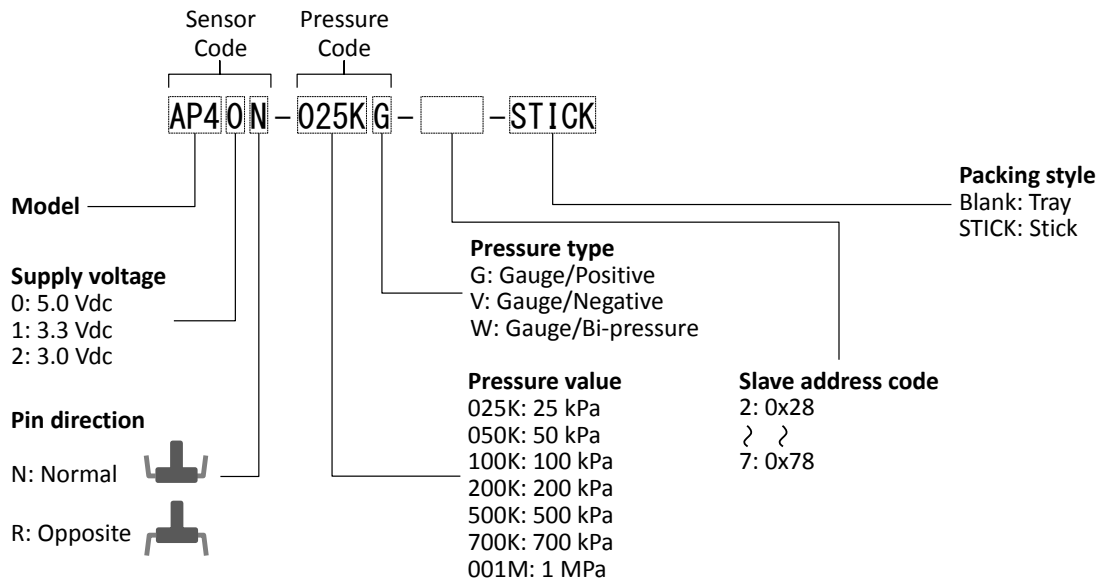 Sensor Code
Pressure Code
AP4 0 N - 025K G - - STICK
Model
Supply voltage
0: 5.0 Vdc
1: 3.3 Vdc
2: 3.0 Vdc
Pin direction
N: Normal
R: Opposite
Pressure type
G: Gauge/Positive
V: Gauge/Negative
W: Gauge/Bi-pressure
Pressure value
025K: 25 kPa
050K: 50 kPa
100K: 100 kPa
200K: 200 kPa
500K: 500 kPa
700K: 700 kPa
001M: 1 MPa
Slave address code
2: 0x28
~ ~
7: 0x78
Packing style
Blank: Tray
STICK: Stick